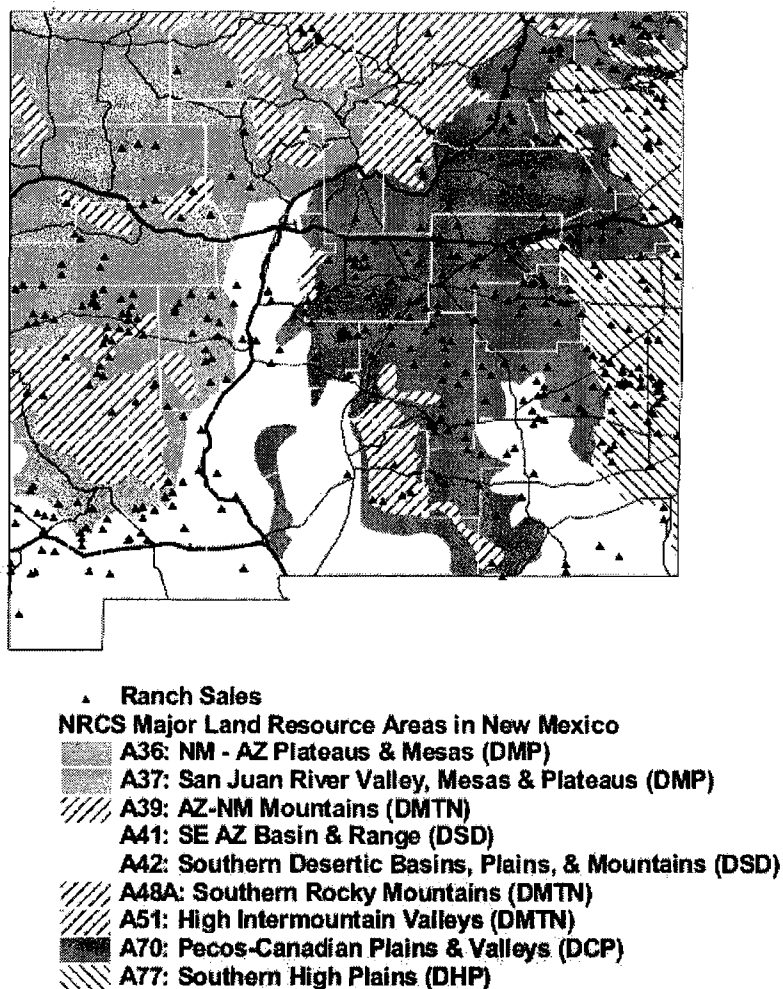 Ranch Sales
NRCS Major Land Resource Areas in New Mexico
A36: NM - AZ Plateaus & Mesas (DMP)
A37: San Juan River Valley, Mesas & Plateaus (DMP)
A39: AZ-NM Mountains (DMTN)
A41: SE AZ Basin & Range (DSD)
A42: Southern Desertic Basins, Plains, & Mountains (DSD)
A48A: Southern Rocky Mountains (DMTN)
A51: High Intermountain Valleys (DMTN)
A70: Pecos-Canadian Plains & Valleys (DCP)
A77: Southern High Plains (DHP)